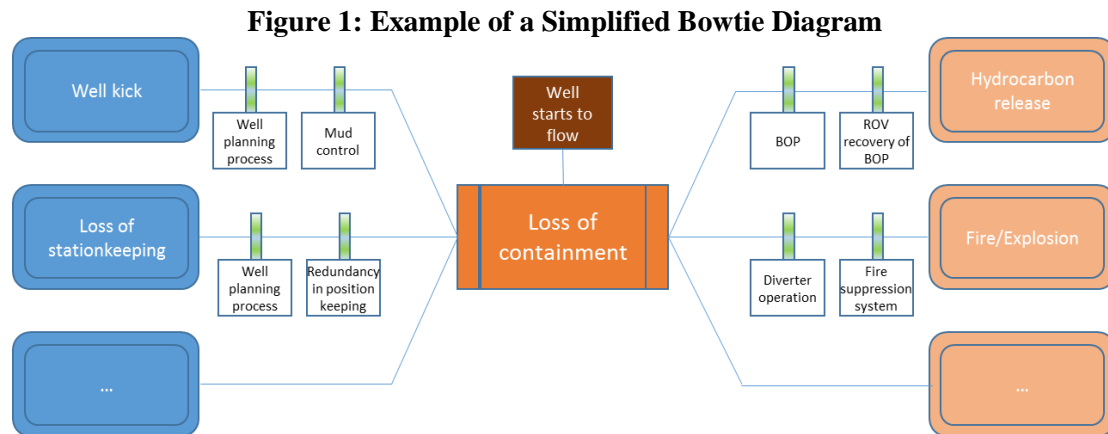 Figure 1: Example of a Simplified Bowtie Diagram
Well kick
Well
planning
process
Mud
control
Well
starts to
flow
BOP
ROV
recovery of
BOP
Hydrocarbon
release
Loss of
stationkeeping
Well
planning
process
Redundancy
in position
keeping
Loss of
containment
Diverter
operation
Fire
suppression
system
Fire/Explosion
...
...